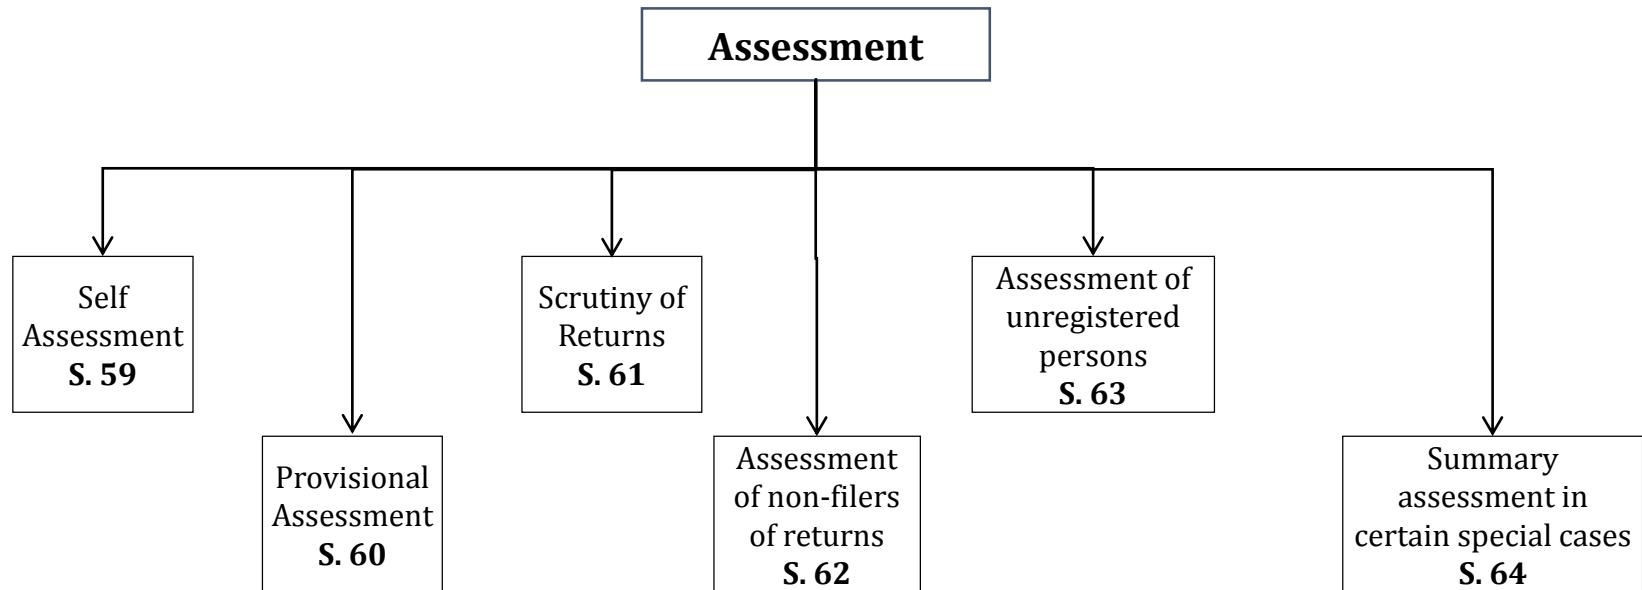 Assessment
Self
Assessment
S. 59
Provisional
Assessment
S. 60
Scrutiny of
Returns
S. 61
Assessment
of non-filers
of returns
S. 62
Assessment of
unregistered
persons
S. 63
Summary
assessment in
certain special cases
S. 64